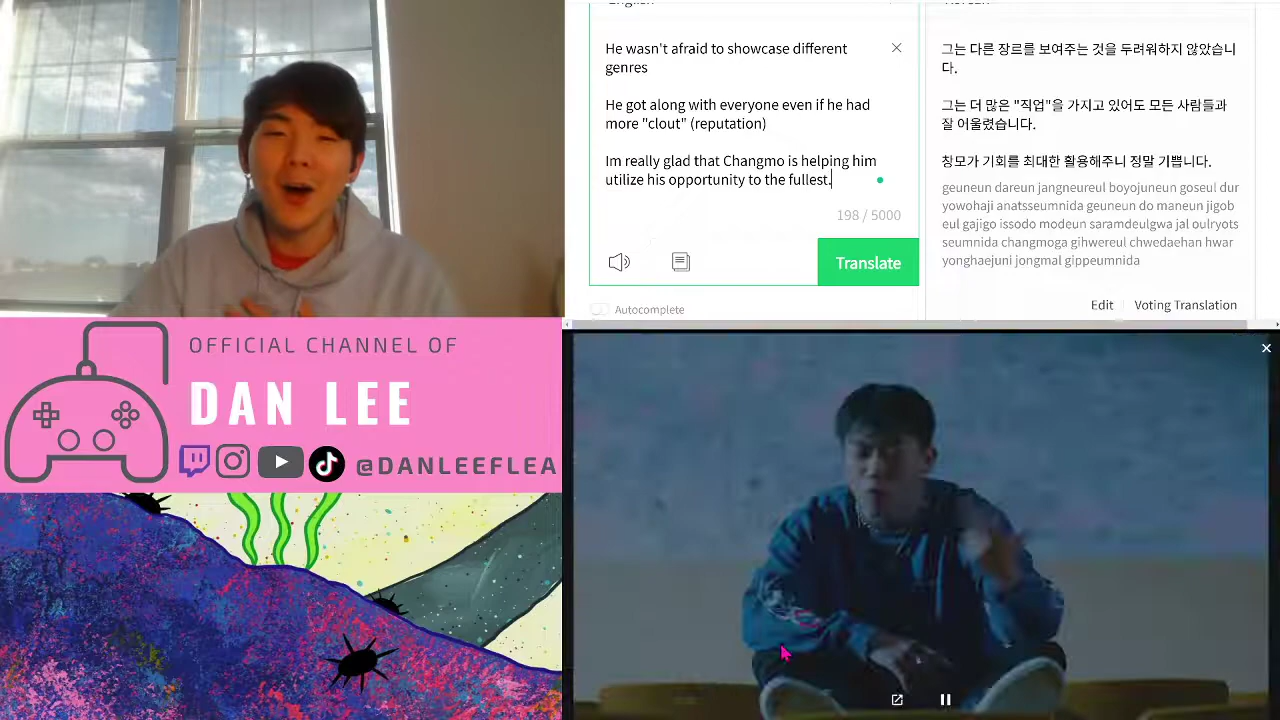 He wasn't afraid to showcase different
genres
He got along with everyone even if he had
more "clout" (reputation)
Im really glad that Changmo is helping him
utilize his opportunity to the fullest.
198 / 5000
Translate
Autocomplete
그는 다른 장르를 보여주는 것을 두려워하지 않았습니
다.
그는 더 많은 "직업"을 가지고 있어도 모든 사람들과
잘 어울렸습니다.
창모가 기회를 최대한 활용해주니 정말 기쁩니다.
geuneun dareun jangneureul boyojuneun goseul dur
yowohaji anatsseumnida geuneun do maneun jigob
eul gajigo issodo modeun saramdeulgwa jal oulryots
seumnida changmoga gihwereul chwedaehan hwar
yonghaejuni jongmal gippeumnida
Edit
Voting Translation
OFFICIAL CHANNEL OF
DAN LEE
@DANLEEFLEA